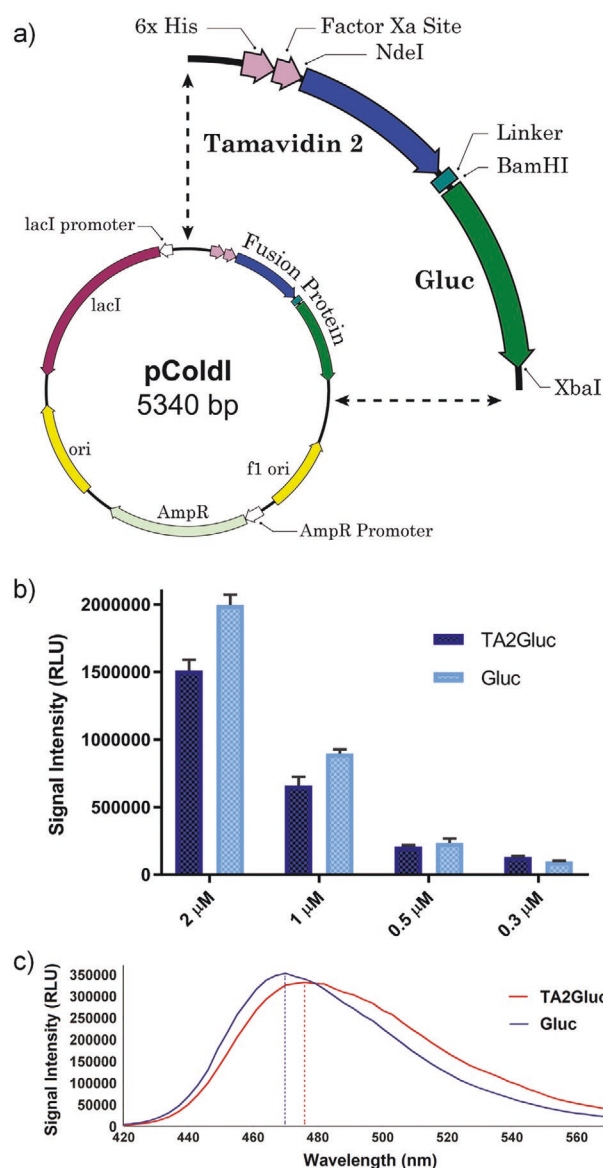 a)
6x His
Factor Xa Site
NdeI
Tamavidin 2
Linker
BamHI
Gluc
XbaI
lacI promoter
Fusion Protein
lacI
pColdI
5340 bp
ori
f1 ori
AmpR
AmpR Promoter
b)
Signal Intensity (RLU)
2000000
1500000
1000000
500000
0
TA2Gluc
Gluc
2 µM
1 µM
0.5 µM
0.3 µM
c)
Signal Intensity (RLU)
350000
300000
250000
200000
150000
100000
50000
0
TA2Gluc
Gluc
420
440
460
480
500
520
540
560
Wavelength (nm)